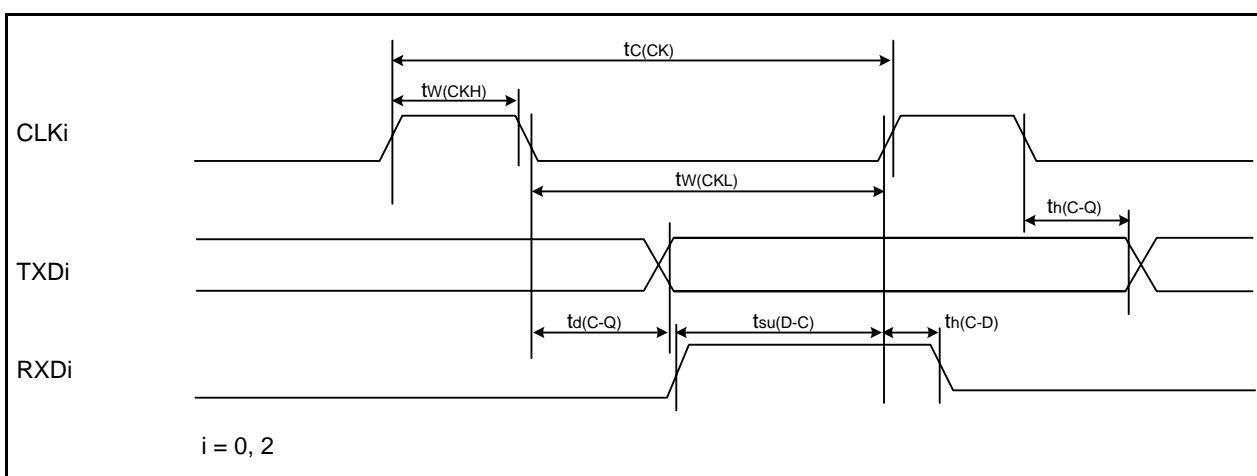 tC(CK)
tW(CKH)
CLKi
tW(CKL)
th(C-Q)
TXDi
td(C-Q)
tsu(D-C)
th(C-D)
RXDi
i = 0, 2